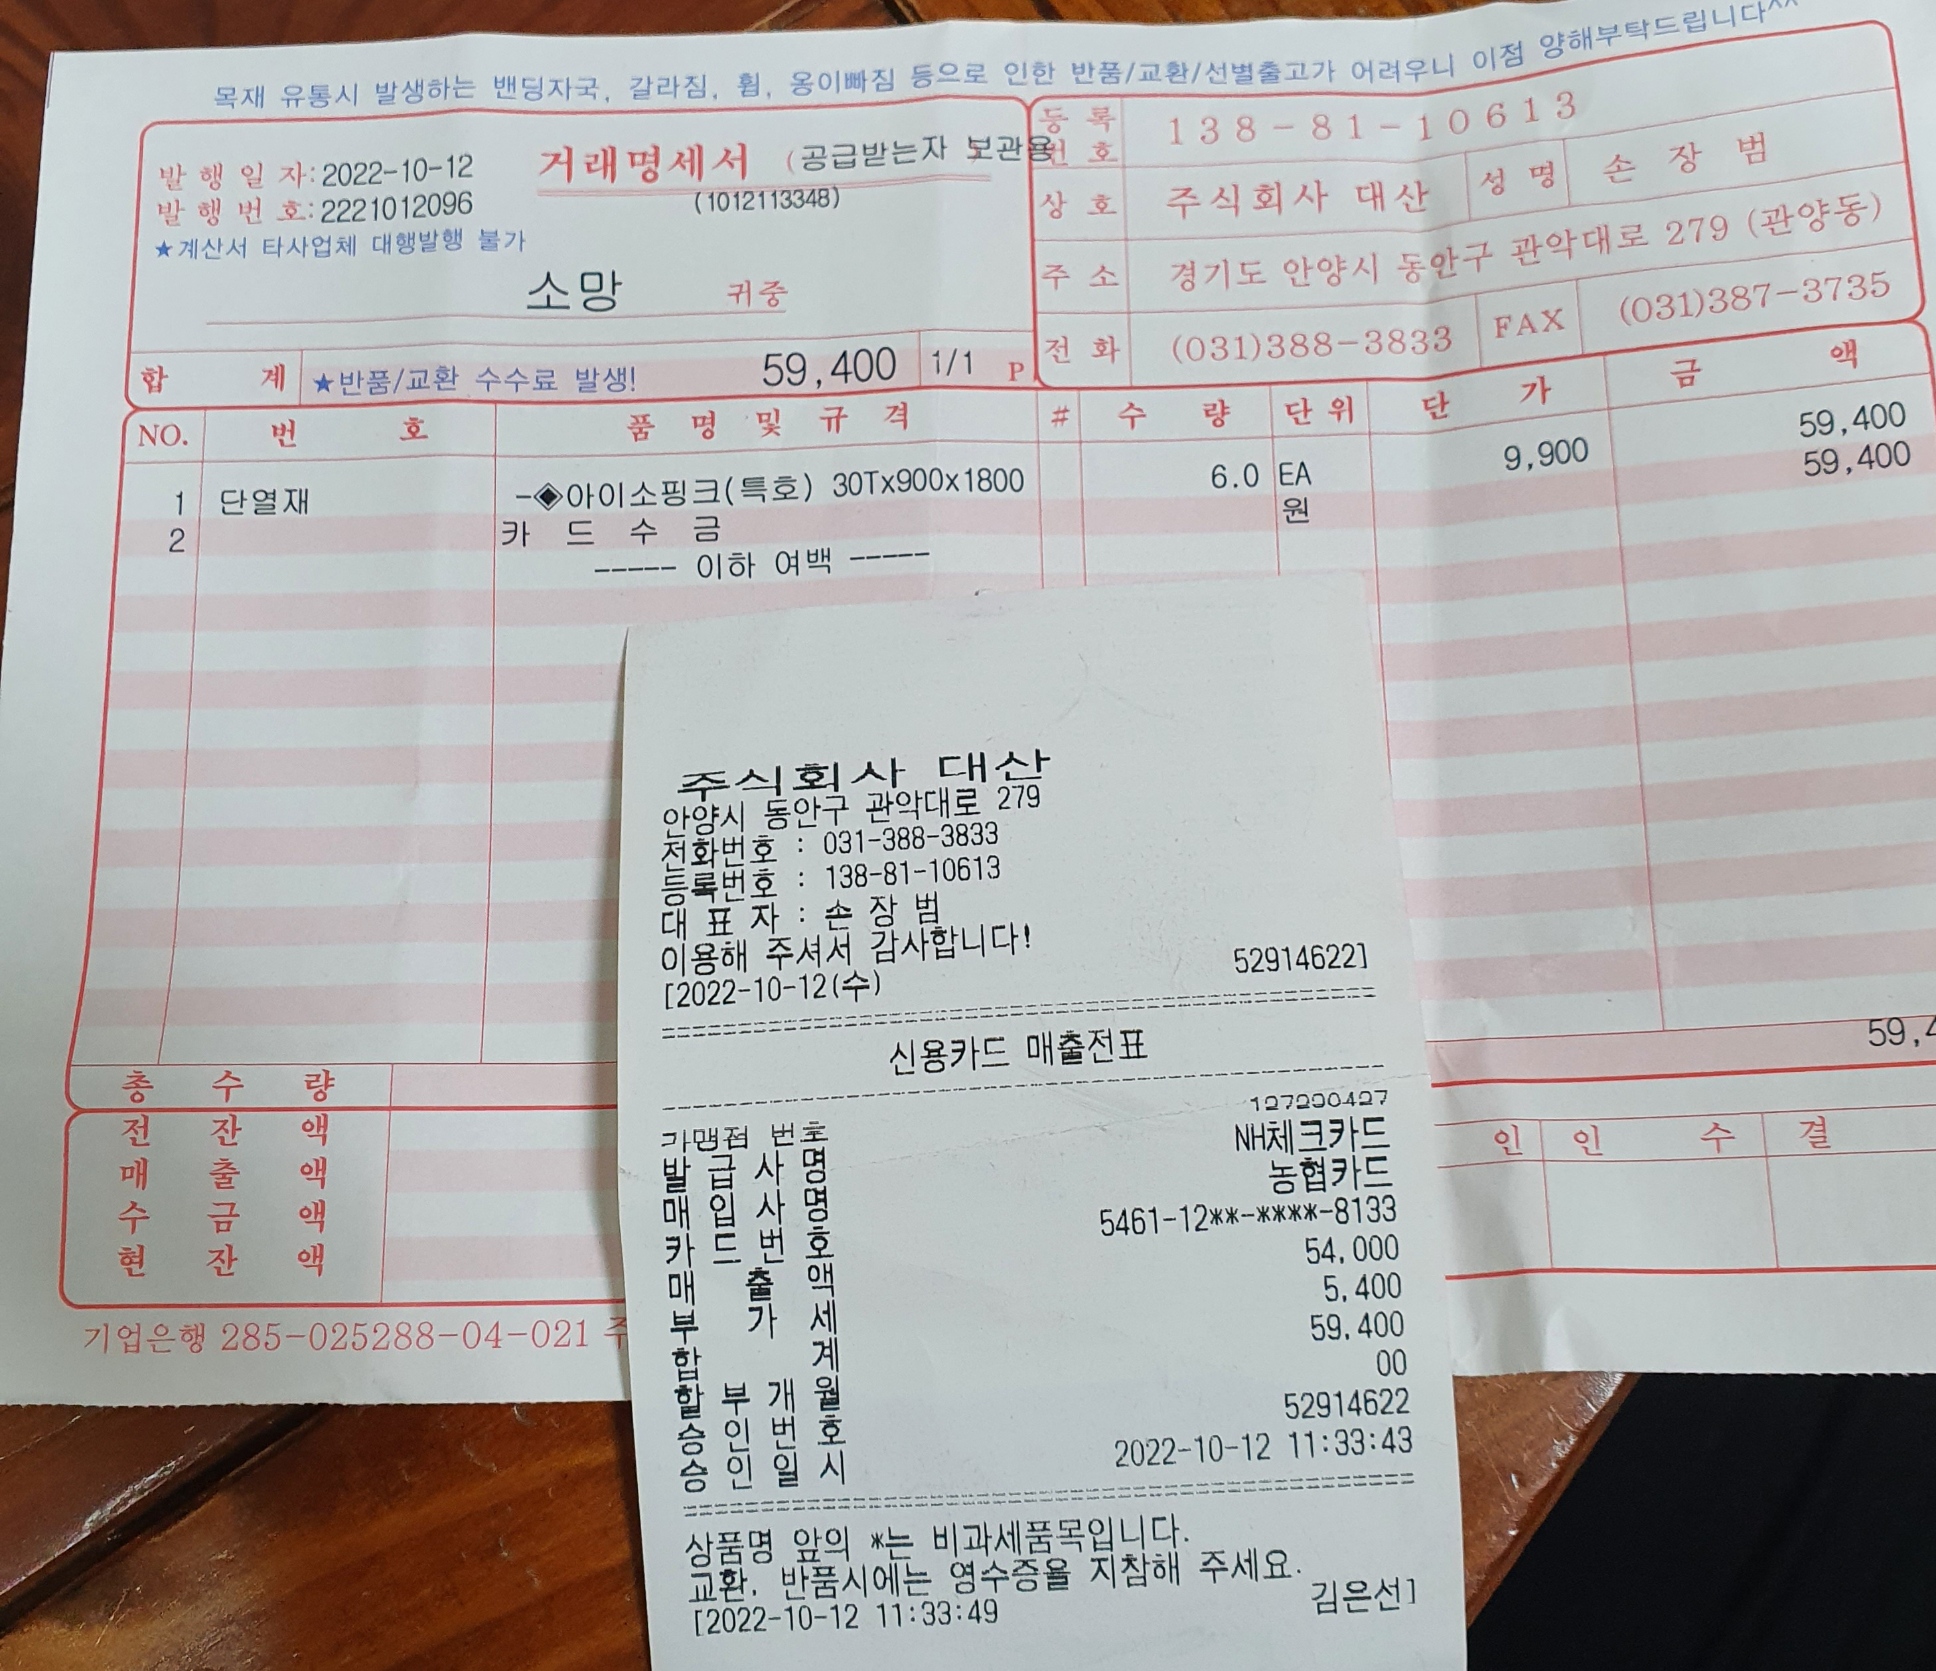 목재 유통시 발생하는 밴딩자국, 갈라짐, 휨, 옹이빠짐 등으로 인한 반품/교환/선별출고가 어려우니 이점 양해부탁드립니다^^
발 행 일 자:2022-10-12
거래명세서 (공급받는자 보관용
발 행 번 호:2221012096
(1012113348)
★계산서 타사업체 대행발행 불가
소망 귀중
합 계 ★반품/교환 수수료 발생! 59,400 1/1 P
등 록 번 호 138-81-10613
상 호 주식회사 대산 성 명 손 장 범
주 소 경기도 안양시 동안구 관악대로 279 (관양동)
전 화 (031)388-3833 FAX (031)387-3735
NO. 번 호 품 명 및 규 격 # 수 량 단 위 단 가 금 액
1 단열재 -◈아이소핑크(특호) 30Tx900x1800 6.0 EA 9,900 59,400
2 카 드 수 금 원 59,400
----- 이하 여백 -----
59,4
총 수 량
전 잔 액
매 출 액
수 금 액
현 잔 액
인 인 수 결
기업은행 285-025288-04-021 주
주식회사 대산
안양시 동안구 관악대로 279
전화번호 : 031-388-3833
등록번호 : 138-81-10613
대 표 자 : 손 장 범
이용해 주셔서 감사합니다!
[2022-10-12(수) 52914622]
신용카드 매출전표
가맹점 번호 127290427
발 급 사 명 NH체크카드
매 입 사 명 농협카드
카 드 번 호 5461-12**-****-8133
매 출 액 54,000
부 가 세 5,400
합 계 59,400
할 부 개 월 00
승 인 번 호 52914622
승 인 일 시 2022-10-12 11:33:43
상품명 앞의 *는 비과세품목입니다.
교환, 반품시에는 영수증을 지참해 주세요.
[2022-10-12 11:33:49 김은선]